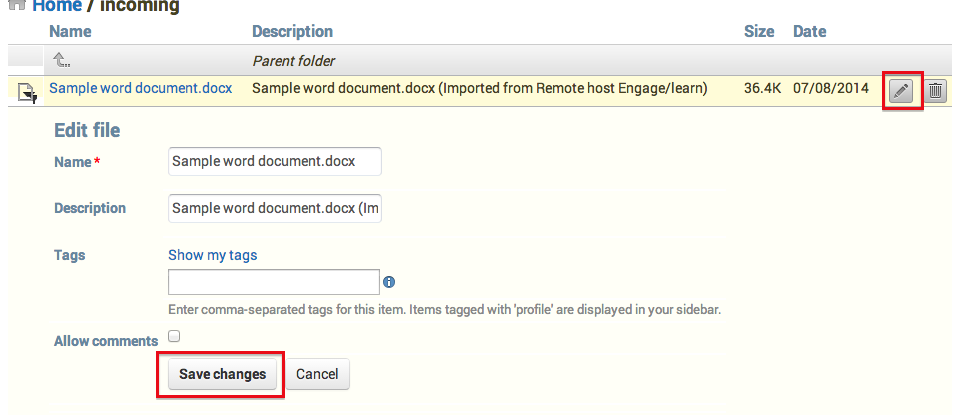 Home / incoming
Name Description Size Date
Parent folder
Sample word document.docx Sample word document.docx (Imported from Remote host Engage/learn) 36.4K 07/08/2014
Edit file
Name * Sample word document.docx
Description Sample word document.docx (Im
Tags Show my tags
Enter comma-separated tags for this item. Items tagged with 'profile' are displayed in your sidebar.
Allow comments
Save changes Cancel